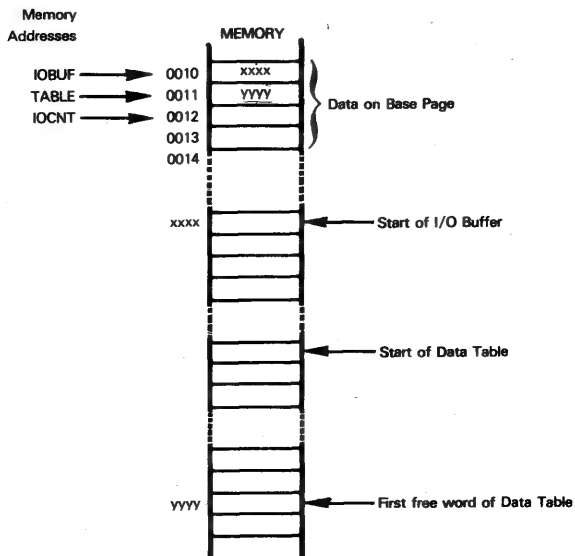 Memory
Addresses
MEMORY
IOBUF 0010 xxxx
TABLE 0011 YYYY
IOCNT 0012
0013
0014
Data on Base Page
xxxx Start of I/O Buffer
Start of Data Table
yyyy First free word of Data Table